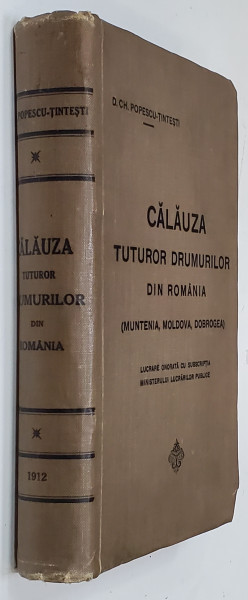 POPESCU-ȚINTEȘTI
CĂLĂUZA
TUTUROR
DRUMURILOR
DIN
ROMÂNIA
1912
D. CH. POPESCU-ȚINTEȘTI
CĂLĂUZA
TUTUROR DRUMURILOR
DIN ROMÂNIA
(MUNTENIA, MOLDOVA, DOBROGEA)
LUCRARE ONORATĂ CU SUBSCRIPȚIA
MINISTERULUI LUCRĂRILOR PUBLICE